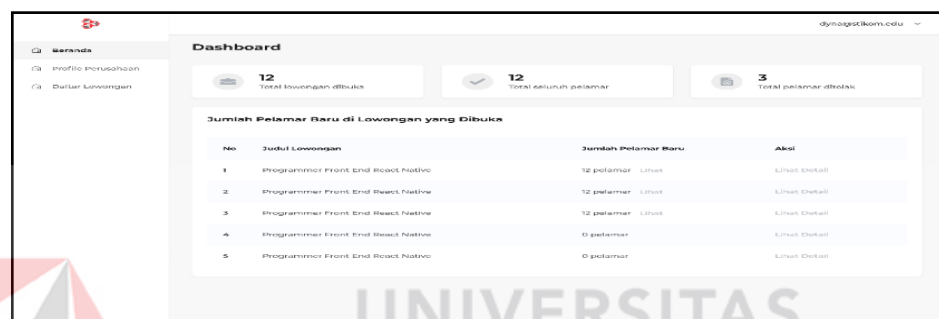 dyna@stikom.edu
Beranda
Profile Perusahaan
Daftar Lowongan
Dashboard
12
Total lowongan dibuka
12
Total seluruh pelamar
3
Total pelamar ditolak
Jumlah Pelamar Baru di Lowongan yang Dibuka
No Judul Lowongan Jumlah Pelamar Baru Aksi
1 Programmer Front End React Native 12 pelamar Lihat Lihat Detail
2 Programmer Front End React Native 12 pelamar Lihat Lihat Detail
3 Programmer Front End React Native 12 pelamar Lihat Lihat Detail
4 Programmer Front End React Native 0 pelamar Lihat Detail
5 Programmer Front End React Native 0 pelamar Lihat Detail
UNIVERSITAS